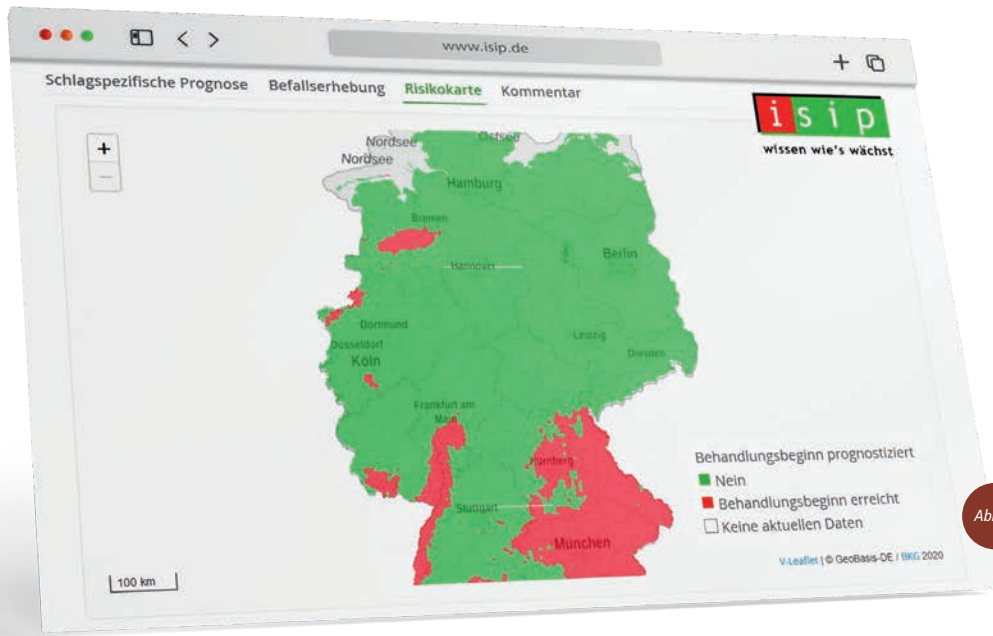 www.isip.de
Schlagspezifische Prognose Befallserhebung Risikokarte Kommentar
isip
wissen wie's wächst
+
−
Nordsee
Ostsee
Nordsee
Hamburg
Bremen
Berlin
Hannover
Dortmund
Leipzig
Düsseldorf
Dresden
Köln
Frankfurt am
Main
Nürnberg
Stuttgart
München
Behandlungsbeginn prognostiziert
Nein
Behandlungsbeginn erreicht
Keine aktuellen Daten
V-Leaflet | © GeoBasis-DE / BKG 2020
100 km